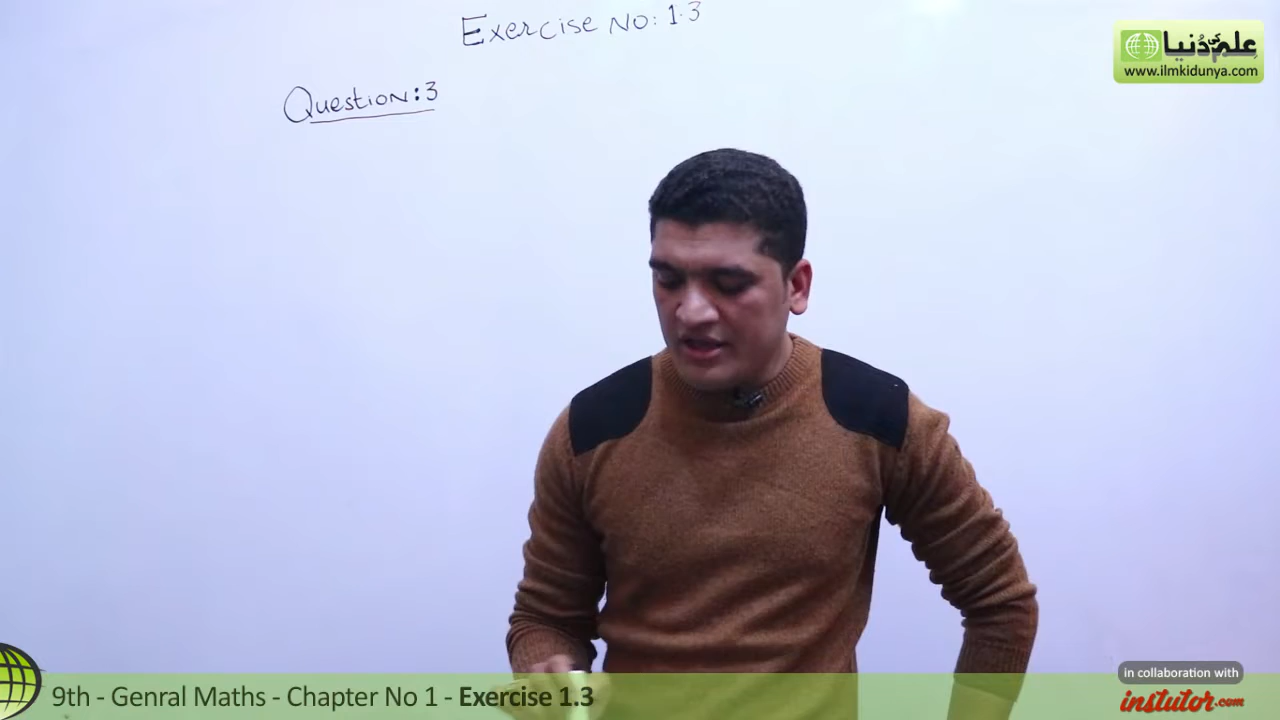 Exercise No: 1.3
علم کی دُنیا
www.ilmkidunya.com
Question:3
in collaboration with
9th - Genral Maths - Chapter No 1 - Exercise 1.3
instutor.com